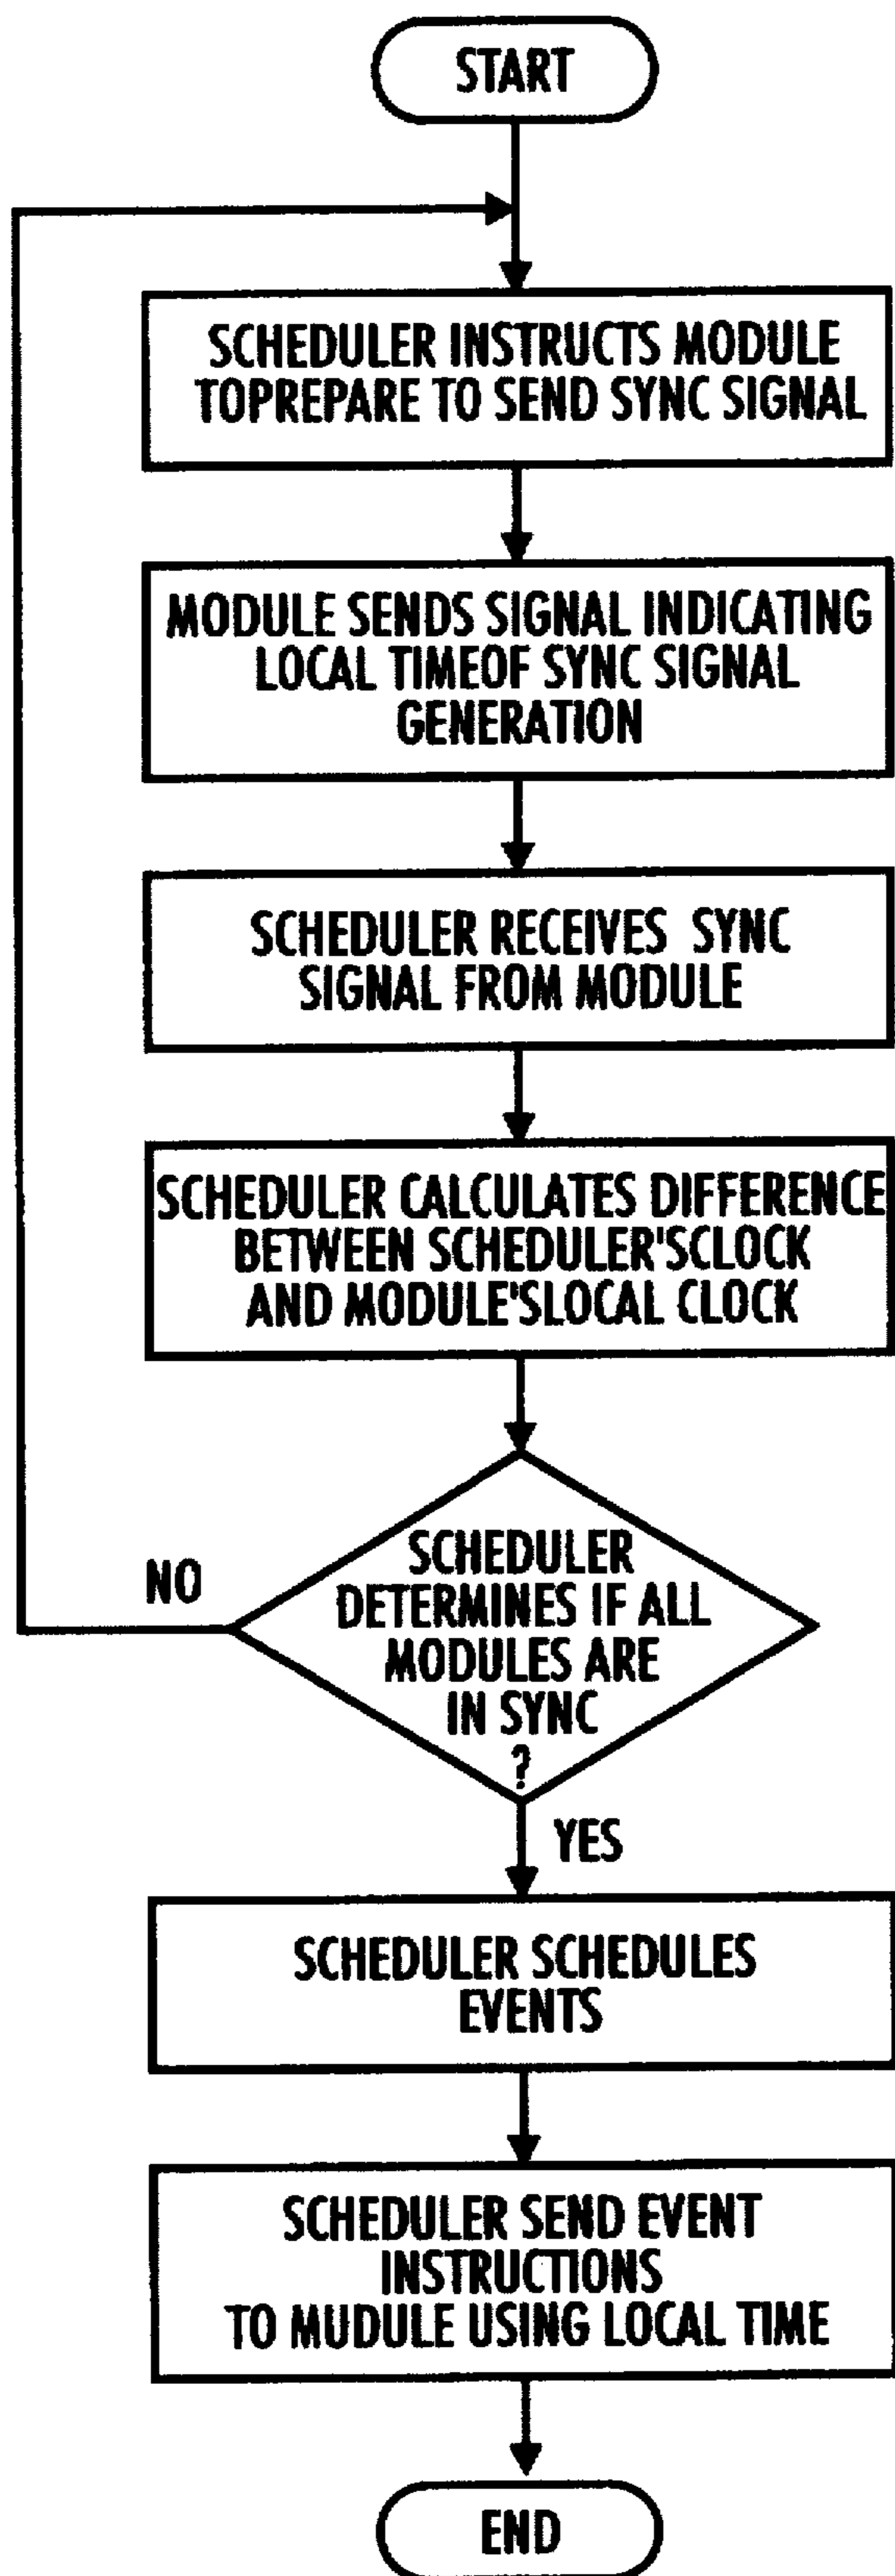 START
SCHEDULER INSTRUCTS MODULE
TOPREPARE TO SEND SYNC SIGNAL
MODULE SENDS SIGNAL INDICATING
LOCAL TIMEOF SYNC SIGNAL
GENERATION
SCHEDULER RECEIVES SYNC
SIGNAL FROM MODULE
SCHEDULER CALCULATES DIFFERENCE
BETWEEN SCHEDULER'SCLOCK
AND MODULE'SLOCAL CLOCK
SCHEDULER
DETERMINES IF ALL
MODULES ARE
IN SYNC
?
NO
YES
SCHEDULER SCHEDULES
EVENTS
SCHEDULER SEND EVENT
INSTRUCTIONS
TO MUDULE USING LOCAL TIME
END